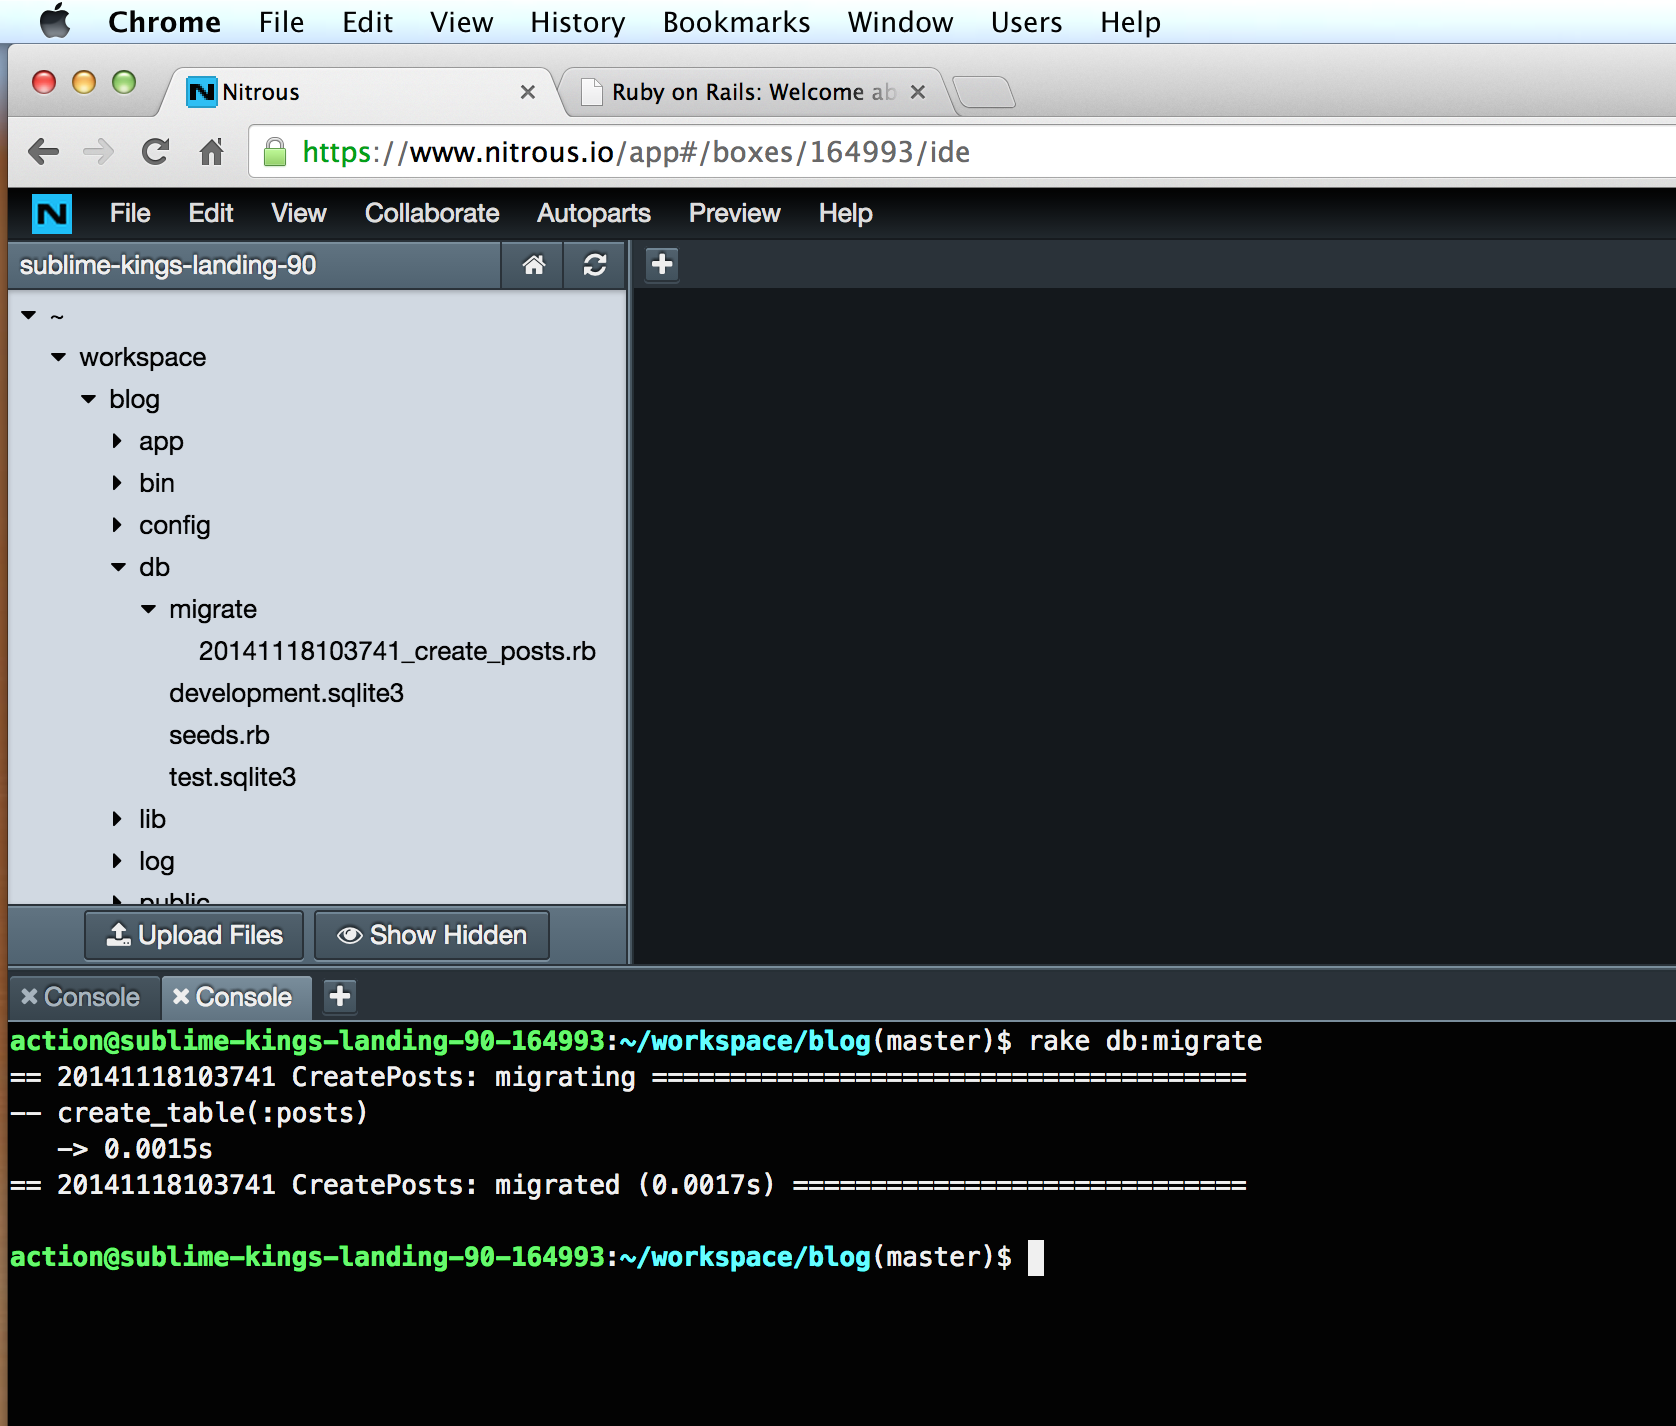 Chrome File Edit View History Bookmarks Window Users Help
Nitrous Ruby on Rails: Welcome ab
https://www.nitrous.io/app#/boxes/164993/ide
N File Edit View Collaborate Autoparts Preview Help
sublime-kings-landing-90
~
workspace
blog
app
bin
config
db
migrate
20141118103741_create_posts.rb
development.sqlite3
seeds.rb
test.sqlite3
lib
log
public
Upload Files Show Hidden
Console Console
action@sublime-kings-landing-90-164993:~/workspace/blog(master)$ rake db:migrate
== 20141118103741 CreatePosts: migrating ======================================
-- create_table(:posts)
   -> 0.0015s
== 20141118103741 CreatePosts: migrated (0.0017s) =============================
action@sublime-kings-landing-90-164993:~/workspace/blog(master)$